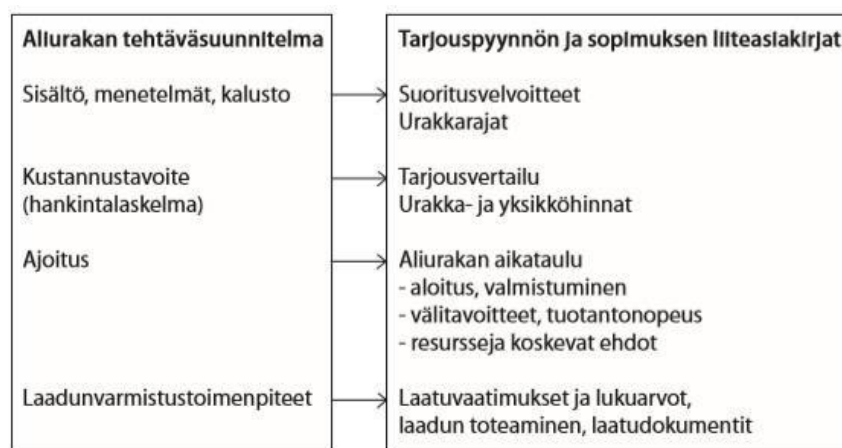 Aliurakan tehtäväsuunnitelma
Sisältö, menetelmät, kalusto
Kustannustavoite
(hankintalaskelma)
Ajoitus
Laadunvarmistustoimenpiteet
Tarjouspyynnön ja sopimuksen liiteasiakirjat
Suoritusvelvoitteet
Urakkarajat
Tarjousvertailu
Urakka- ja yksikköhinnat
Aliurakan aikataulu
- aloitus, valmistuminen
- välitavoitteet, tuotantonopeus
- resursseja koskevat ehdot
Laatuvaatimukset ja lukuarvot,
laadun toteaminen, laatudokumentit